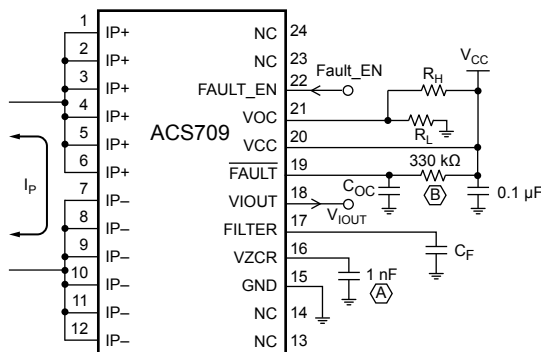 1 IP+ NC 24
2 IP+ NC 23
3 IP+ FAULT_EN 22 Fault_EN
4 IP+ VOC 21 RH RL VCC
5 IP+ VCC 20
6 IP+ FAULT 19 330 kΩ B
ACS709
IP
7 IP– VIOUT 18 VIOUT COC 0.1 µF
8 IP– FILTER 17 CF
9 IP– VZCR 16 1 nF A
10 IP– GND 15
11 IP– NC 14
12 IP– NC 13